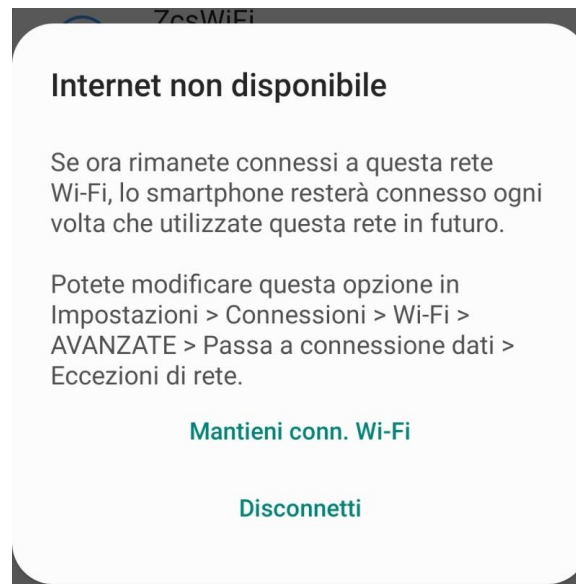 ZcsWiFi
Internet non disponibile
Se ora rimanete connessi a questa rete
Wi-Fi, lo smartphone resterà connesso ogni
volta che utilizzate questa rete in futuro.
Potete modificare questa opzione in
Impostazioni > Connessioni > Wi-Fi >
AVANZATE > Passa a connessione dati >
Eccezioni di rete.
Mantieni conn. Wi-Fi
Disconnetti